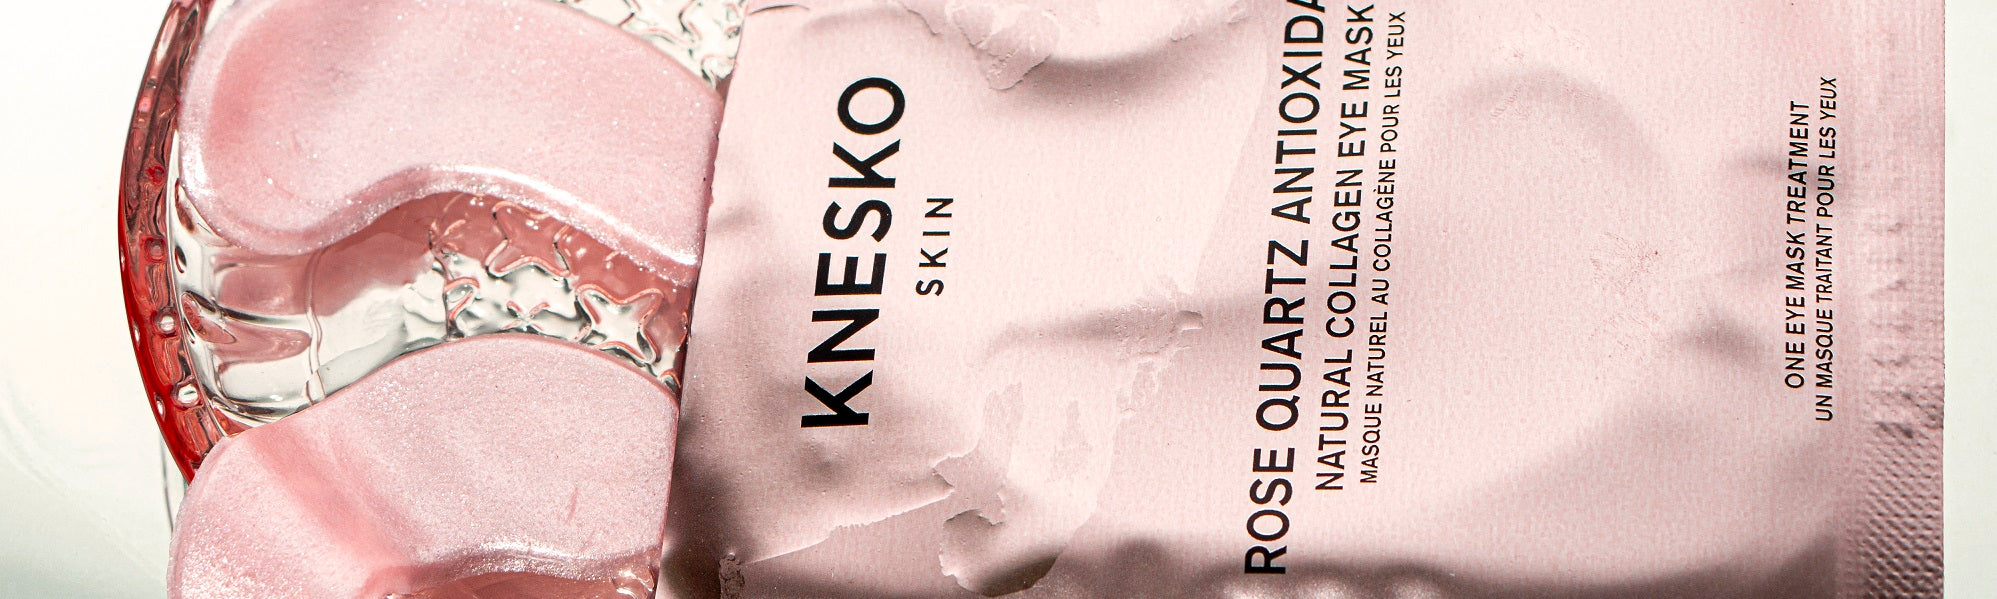 KNESKO
SKIN
ROSE QUARTZ ANTIOXIDA
NATURAL COLLAGEN EYE MASK
MASQUE NATUREL AU COLLAGÈNE POUR LES YEUX
ONE EYE MASK TREATMENT
UN MASQUE TRAITANT POUR LES YEUX